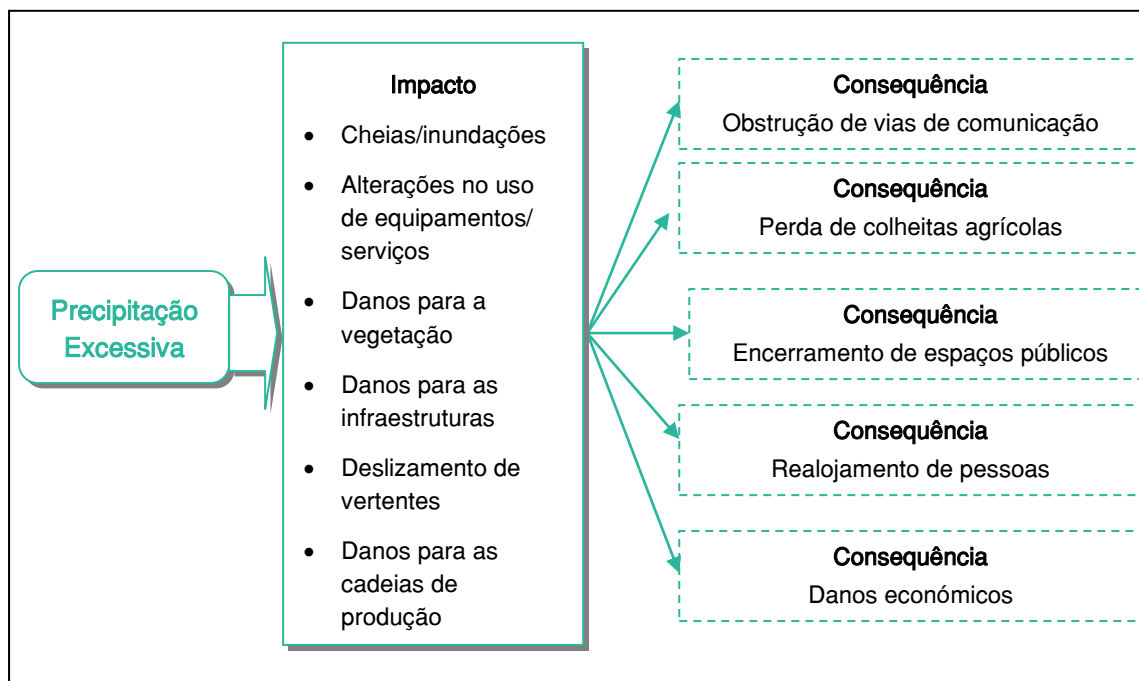 Precipitação
Excessiva
Impacto
• Cheias/inundações
• Alterações no uso
de equipamentos/
serviços
• Danos para a
vegetação
• Danos para as
infraestruturas
• Deslizamento de
vertentes
• Danos para as
cadeias de
produção
Consequência
Obstrução de vias de comunicação
Consequência
Perda de colheitas agrícolas
Consequência
Encerramento de espaços públicos
Consequência
Realojamento de pessoas
Consequência
Danos económicos